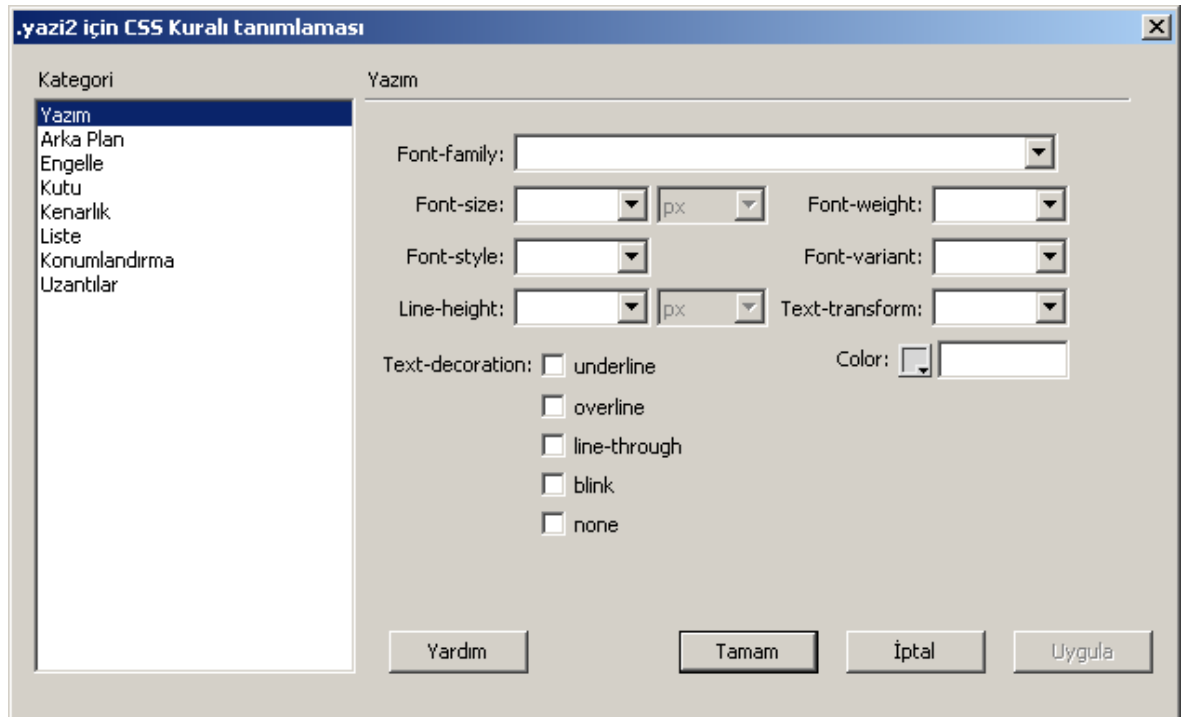 .yazi2 için CSS Kuralı tanımlaması
Kategori
Yazım
Arka Plan
Engelle
Kutu
Kenarlık
Liste
Konumlandırma
Uzantılar
Yazım
Font-family:
Font-size: px Font-weight:
Font-style: Font-variant:
Line-height: px Text-transform:
Text-decoration: underline Color:
overline
line-through
blink
none
Yardım Tamam İptal Uygula